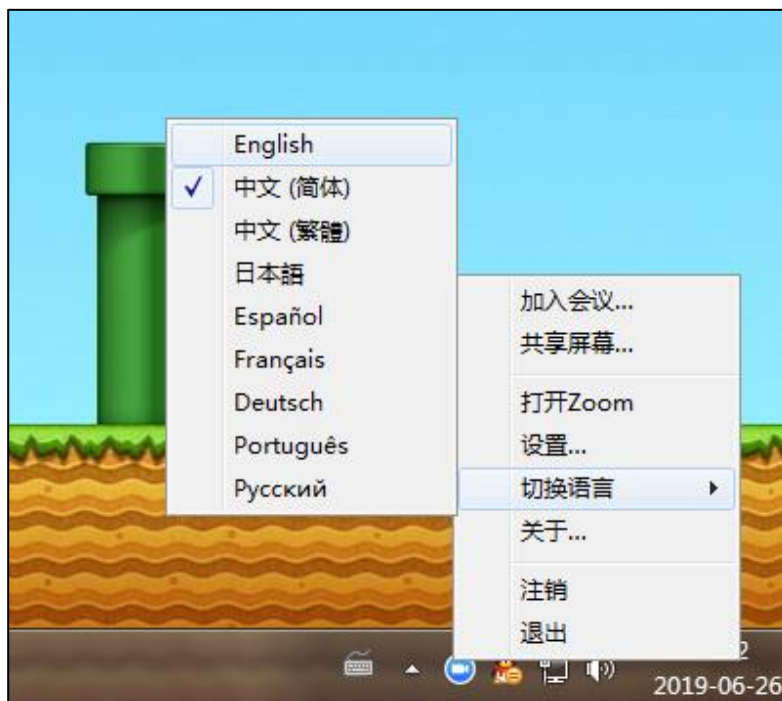 English
中文 (简体)
中文 (繁體)
日本語
Español
Français
Deutsch
Português
Русский
加入会议...
共享屏幕...
打开Zoom
设置...
切换语言
关于...
注销
退出
2
2019-06-26